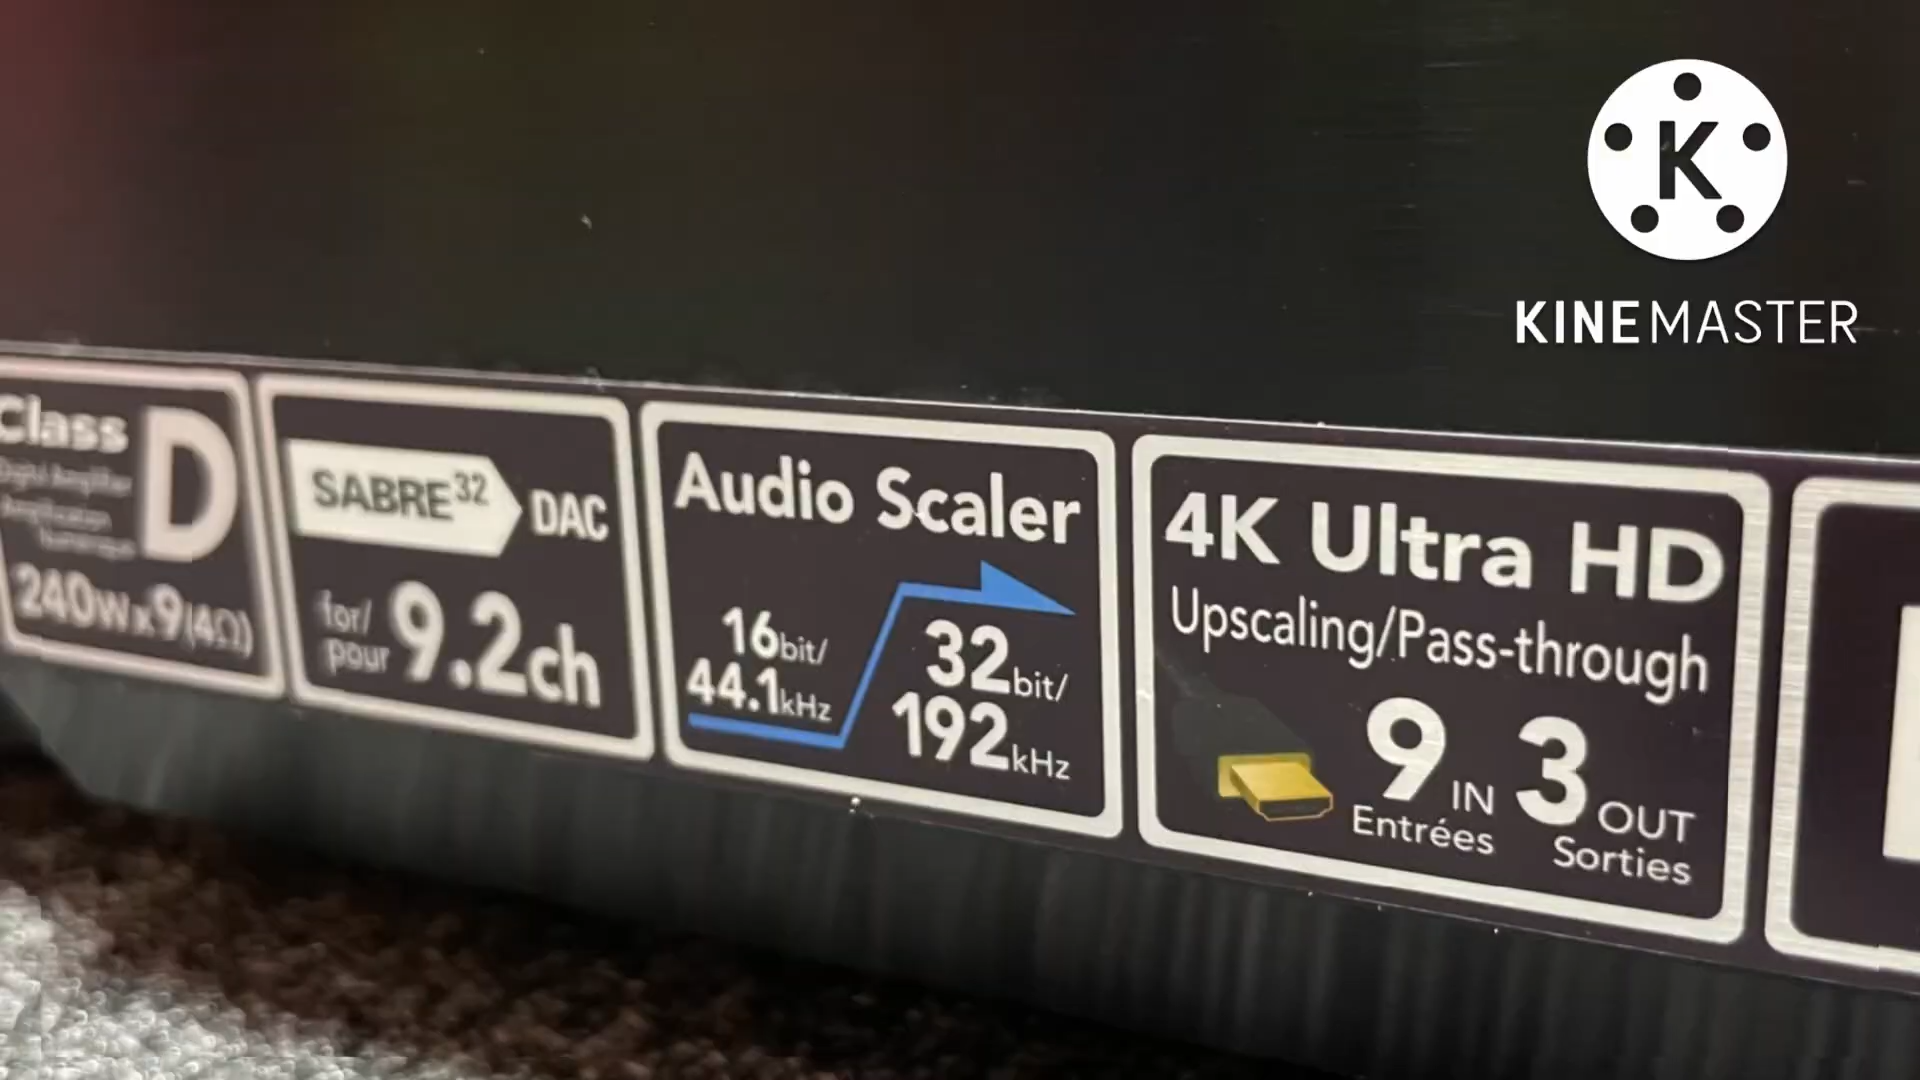 KINEMASTER
Class D
240W x 9 (4Ω)
SABRE32 DAC
for/
pour
9.2ch
Audio Scaler
16bit/
44.1kHz
32bit/
192kHz
4K Ultra HD
Upscaling/Pass-through
9 IN 3 OUT
Entrées Sorties